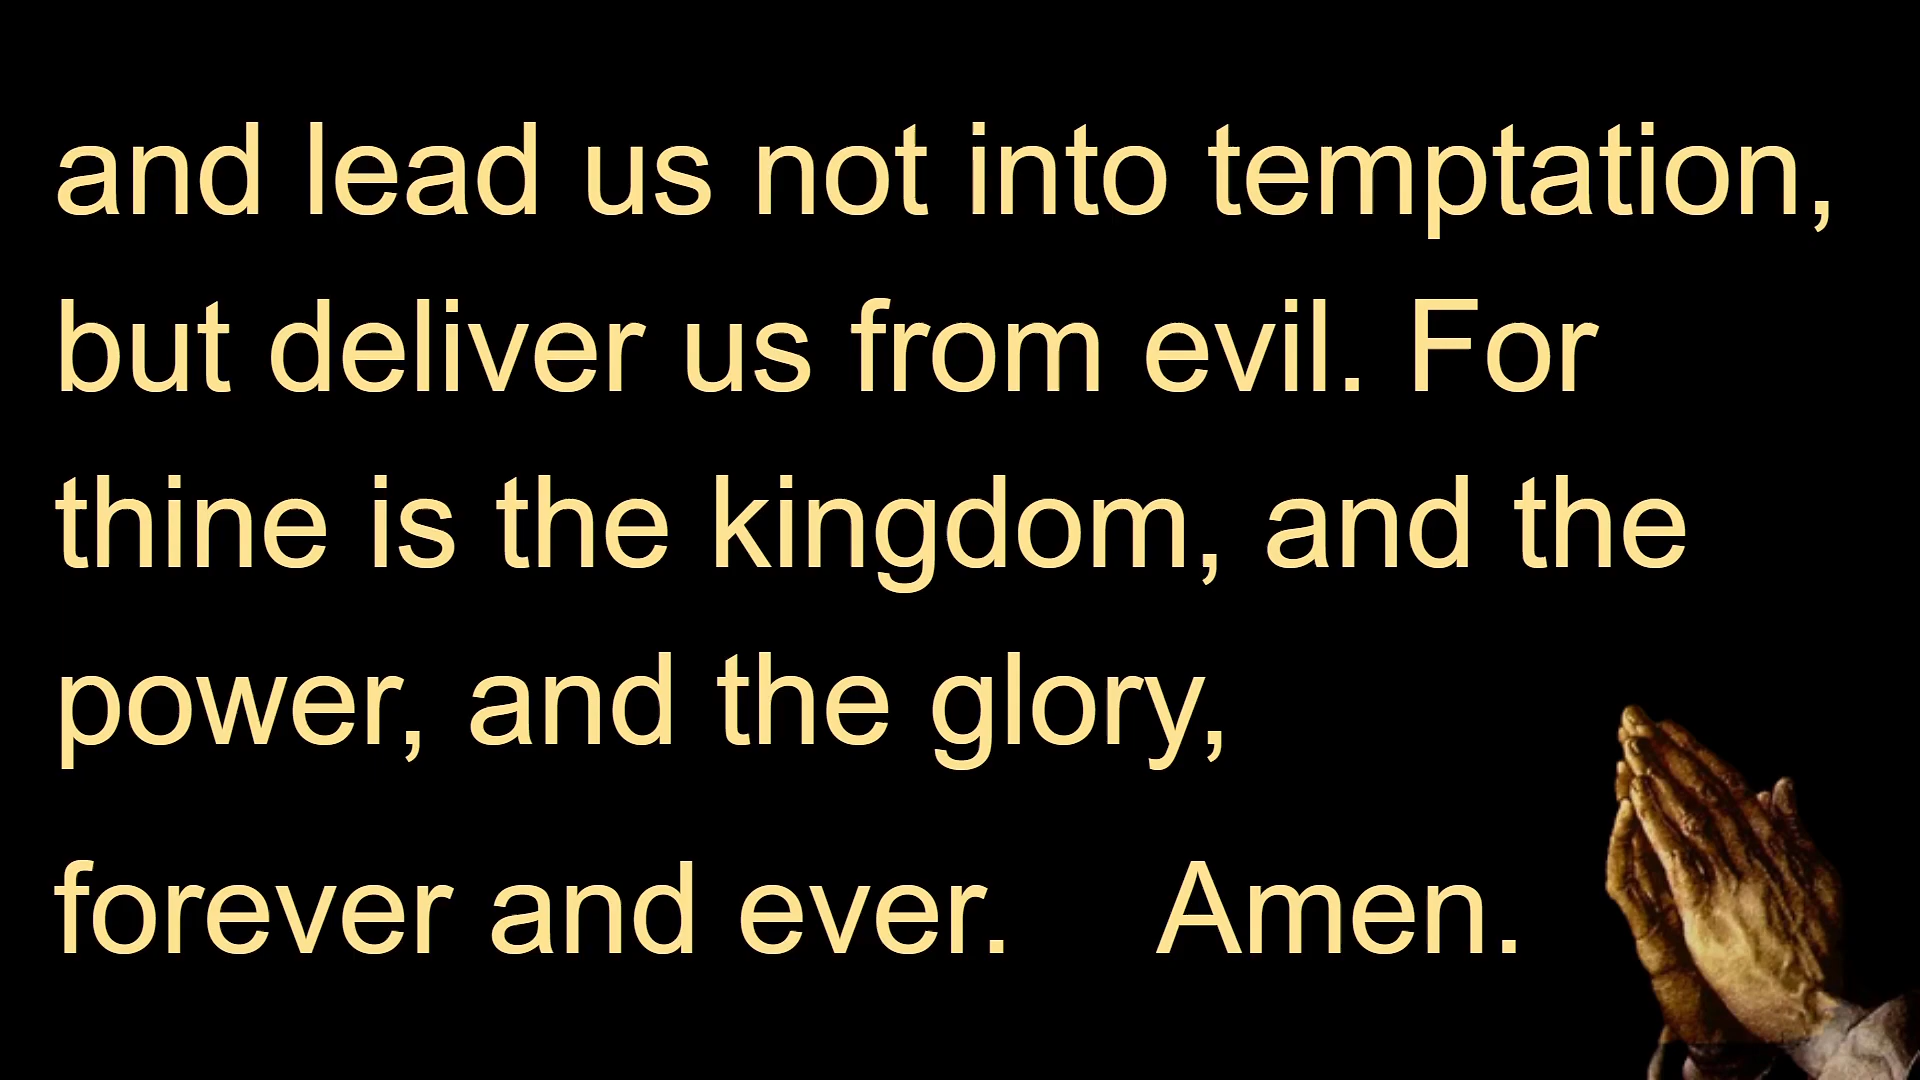 and lead us not into temptation,
but deliver us from evil. For
thine is the kingdom, and the
power, and the glory,
forever and ever. Amen.